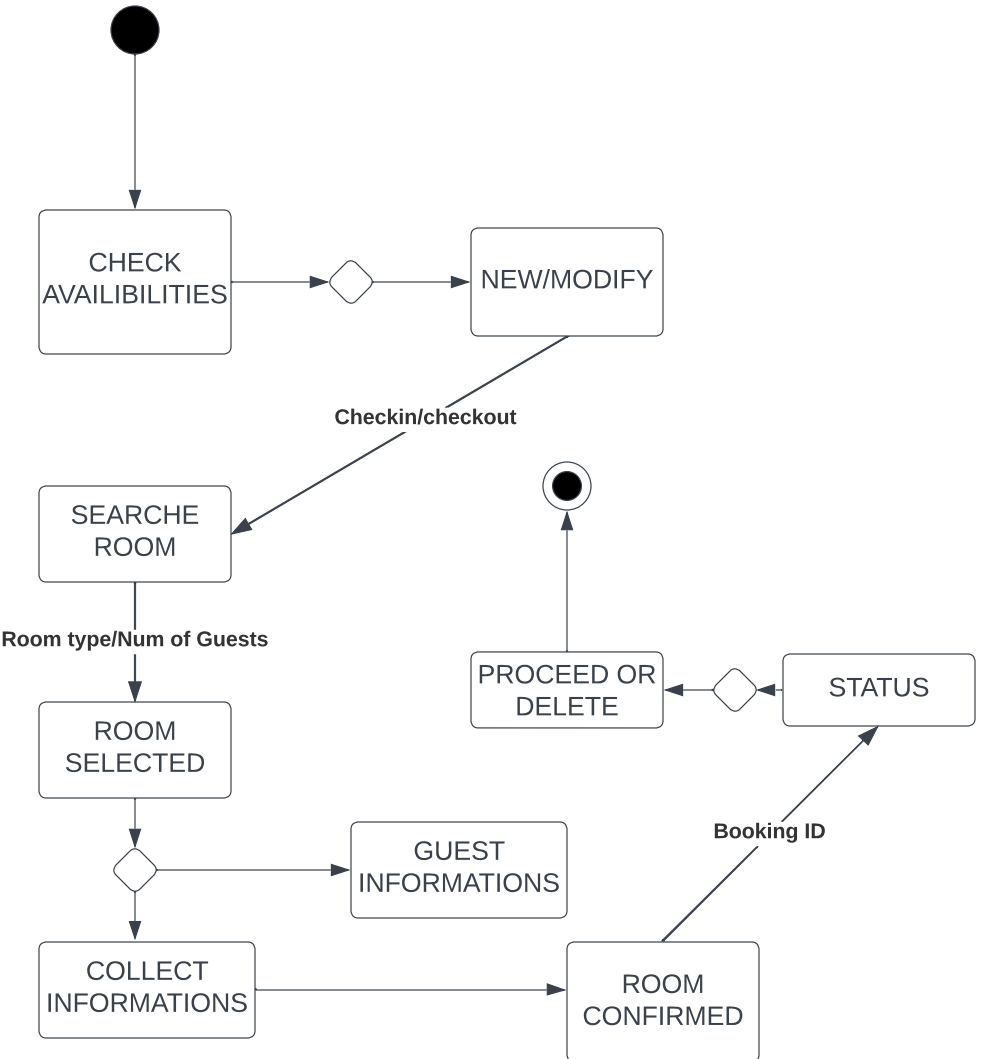 CHECK
AVAILIBILITIES
NEW/MODIFY
Checkin/checkout
SEARCHE
ROOM
Room type/Num of Guests
ROOM
SELECTED
PROCEED OR
DELETE
STATUS
Booking ID
GUEST
INFORMATIONS
COLLECT
INFORMATIONS
ROOM
CONFIRMED